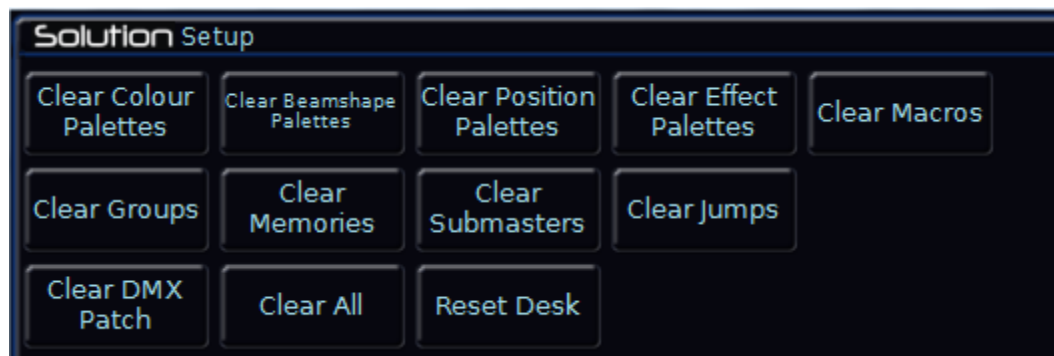 Solution Setup
Clear Colour
Palettes
Clear Beamshape
Palettes
Clear Position
Palettes
Clear Effect
Palettes
Clear Macros
Clear Groups
Clear
Memories
Clear
Submasters
Clear Jumps
Clear DMX
Patch
Clear All
Reset Desk